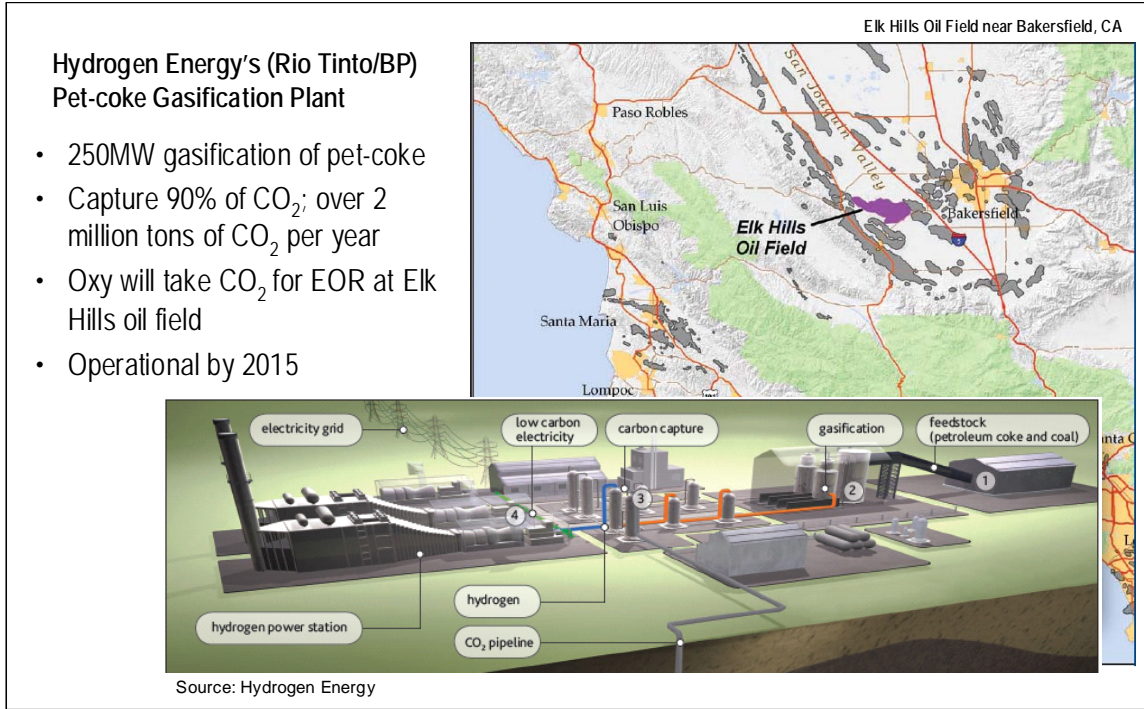 Elk Hills Oil Field near Bakersfield, CA
Hydrogen Energy's (Rio Tinto/BP)
Pet-coke Gasification Plant
• 250MW gasification of pet-coke
• Capture 90% of CO₂; over 2
million tons of CO₂ per year
• Oxy will take CO₂ for EOR at Elk
Hills oil field
• Operational by 2015
San Joaquin Valley
Paso Robles
San Luis
Obispo
Elk Hills
Oil Field
Bakersfield
5
Santa Maria
Lompoc
electricity grid
low carbon
electricity
carbon capture
gasification
feedstock
(petroleum coke and coal)
1
2
3
4
hydrogen
hydrogen power station
CO₂ pipeline
Source: Hydrogen Energy